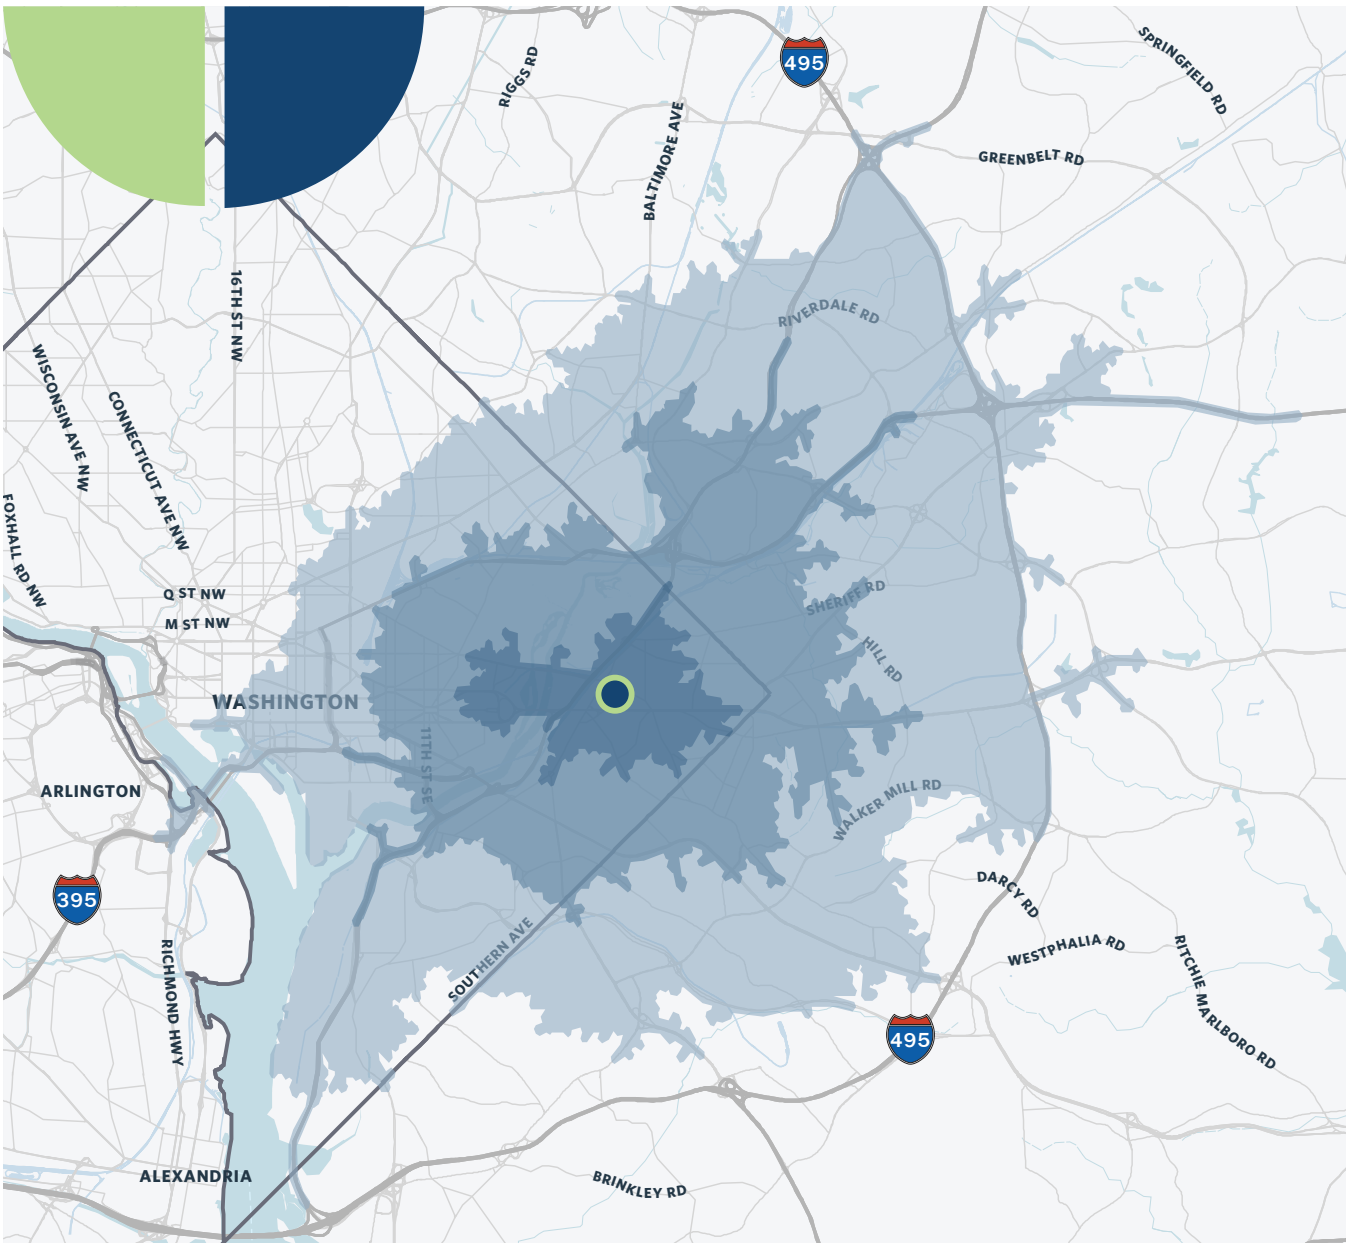 495
SPRINGFIELD RD
RIGGS RD
BALTIMORE AVE
GREENBELT RD
16TH ST NW
RIVERDALE RD
WISCONSIN AVE NW
CONNECTICUT AVE NW
FOXHALL RD NW
Q ST NW
M ST NW
SHERIFF RD
HILL RD
WASHINGTON
11TH ST SE
ARLINGTON
WALKER MILL RD
395
DARCY RD
SOUTHERN AVE
WESTPHALIA RD
RITCHIE MARLBORO RD
RICHMOND HWY
495
ALEXANDRIA
BRINKLEY RD